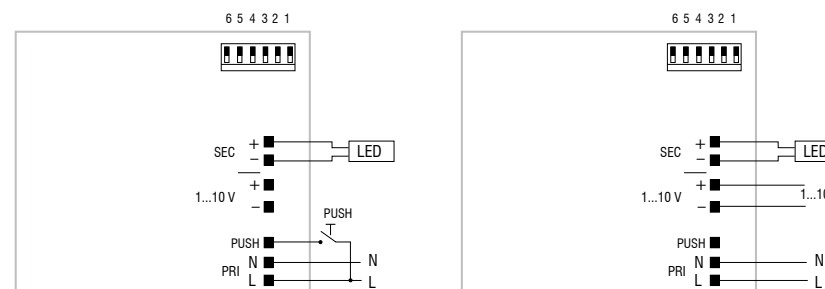 6 5 4 3 2 1
SEC + LED
−
1...10 V +
−
PUSH
PUSH
PRI N N
L L
6 5 4 3 2 1
SEC + LED
−
1...10 V +
−
PUSH
PRI N N
L L